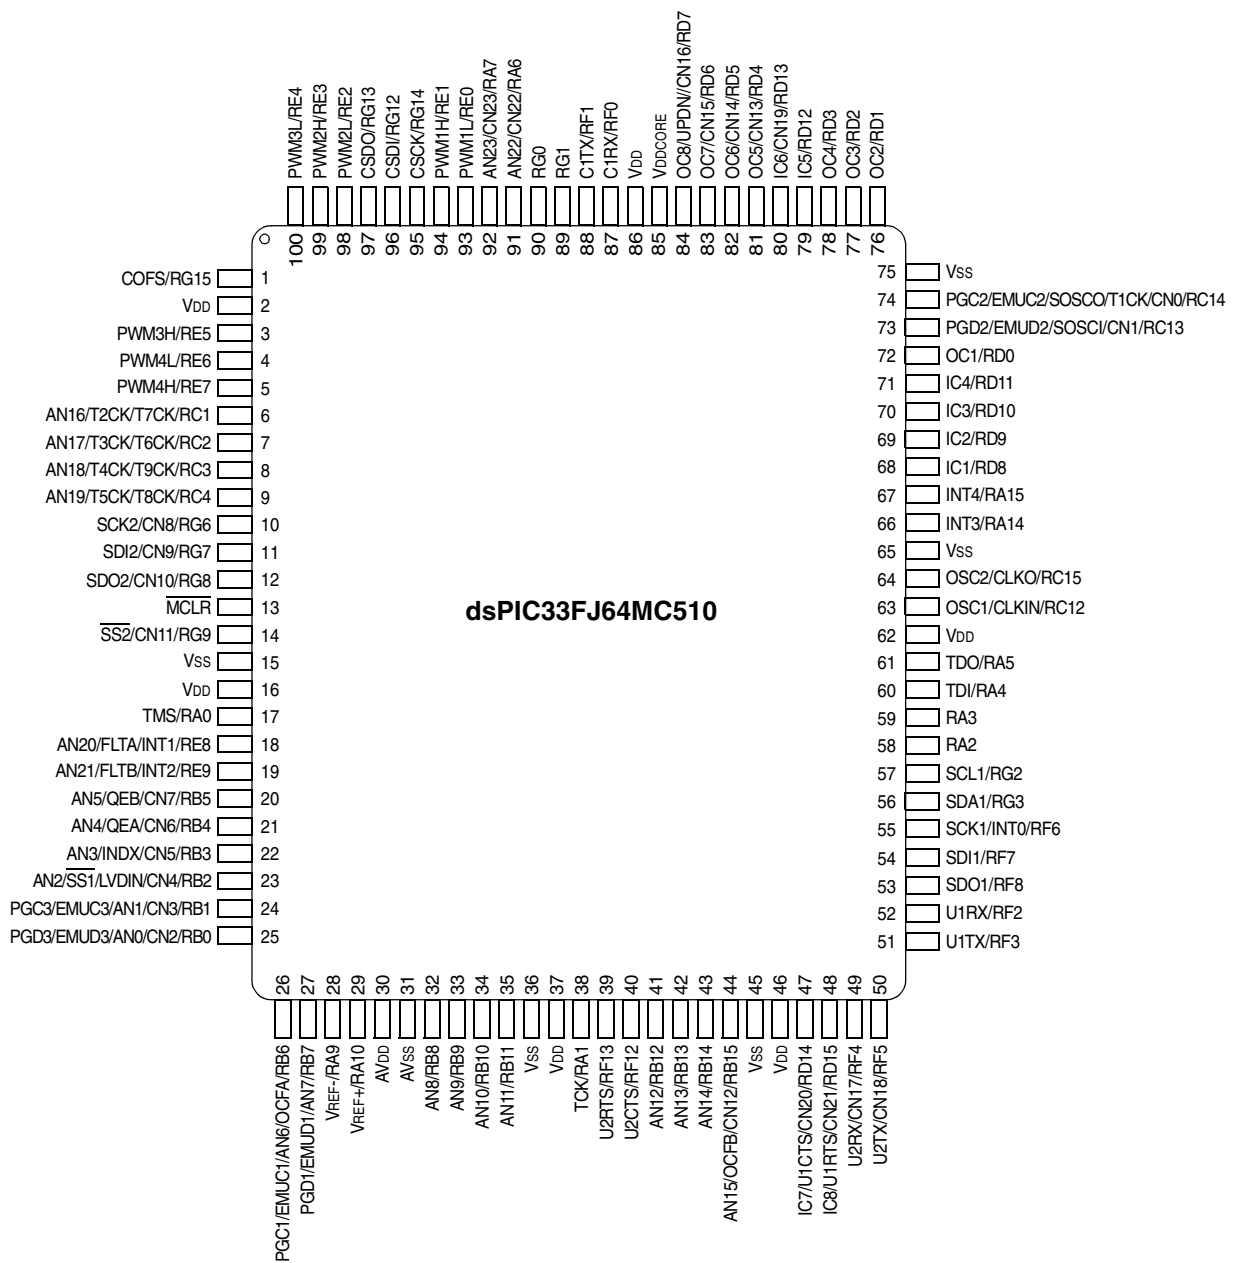 PWM3L/RE4
PWM2H/RE3
PWM2L/RE2
CSDO/RG13
CSDI/RG12
CSCK/RG14
PWM1H/RE1
PWM1L/RE0
AN23/CN23/RA7
AN22/CN22/RA6
RG0
RG1
C1TX/RF1
C1RX/RF0
VDD
VDDCORE
OC8/UPDN//CN16/RD7
OC7/CN15/RD6
OC6/CN14/RD5
OC5/CN13/RD4
IC6/CN19/RD13
IC5/RD12
OC4/RD3
OC3/RD2
OC2/RD1
100
99
98
97
96
95
94
93
92
91
90
89
88
87
86
85
84
83
82
81
80
79
78
77
76
COFS/RG15 1
VDD 2
PWM3H/RE5 3
PWM4L/RE6 4
PWM4H/RE7 5
AN16/T2CK/T7CK/RC1 6
AN17/T3CK/T6CK/RC2 7
AN18/T4CK/T9CK/RC3 8
AN19/T5CK/T8CK/RC4 9
SCK2/CN8/RG6 10
SDI2/CN9/RG7 11
SDO2/CN10/RG8 12
MCLR 13
SS2/CN11/RG9 14
VSS 15
VDD 16
TMS/RA0 17
AN20/FLTA/INT1/RE8 18
AN21/FLTB/INT2/RE9 19
AN5/QEB/CN7/RB5 20
AN4/QEA/CN6/RB4 21
AN3/INDX/CN5/RB3 22
AN2/SS1/LVDIN/CN4/RB2 23
PGC3/EMUC3/AN1/CN3/RB1 24
PGD3/EMUD3/AN0/CN2/RB0 25
dsPIC33FJ64MC510
75 VSS
74 PGC2/EMUC2/SOSCO/T1CK/CN0/RC14
73 PGD2/EMUD2/SOSCI/CN1/RC13
72 OC1/RD0
71 IC4/RD11
70 IC3/RD10
69 IC2/RD9
68 IC1/RD8
67 INT4/RA15
66 INT3/RA14
65 VSS
64 OSC2/CLKO/RC15
63 OSC1/CLKIN/RC12
62 VDD
61 TDO/RA5
60 TDI/RA4
59 RA3
58 RA2
57 SCL1/RG2
56 SDA1/RG3
55 SCK1/INT0/RF6
54 SDI1/RF7
53 SDO1/RF8
52 U1RX/RF2
51 U1TX/RF3
26
27
28
29
30
31
32
33
34
35
36
37
38
39
40
41
42
43
44
45
46
47
48
49
50
PGC1/EMUC1/AN6/OCFA/RB6
PGD1/EMUD1/AN7/RB7
VREF-/RA9
VREF+/RA10
AVDD
AVSS
AN8/RB8
AN9/RB9
AN10/RB10
AN11/RB11
VSS
VDD
TCK/RA1
U2RTS/RF13
U2CTS/RF12
AN12/RB12
AN13/RB13
AN14/RB14
AN15/OCFB/CN12/RB15
VSS
VDD
IC7/U1CTS/CN20/RD14
IC8/U1RTS/CN21/RD15
U2RX/CN17/RF4
U2TX/CN18/RF5